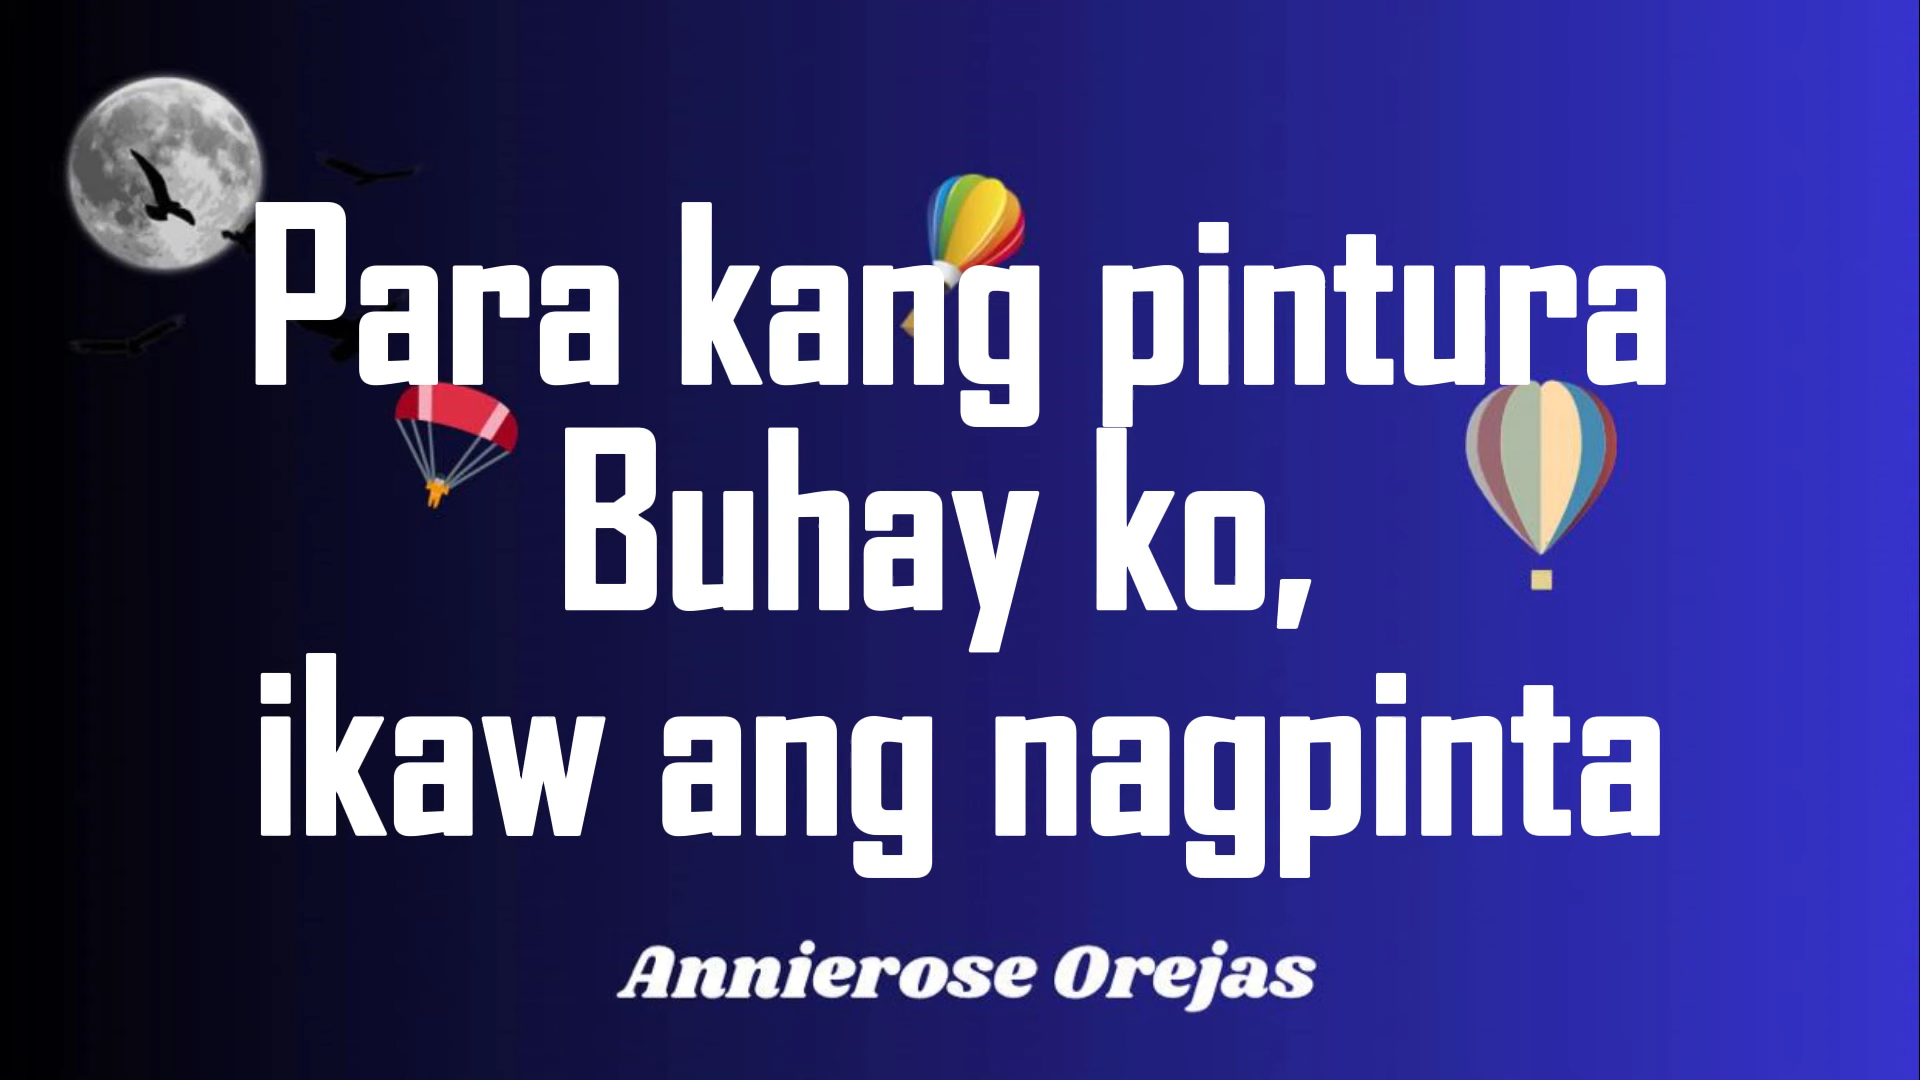 Para kang pintura
Buhay ko,
ikaw ang nagpinta
Annierose Orejas